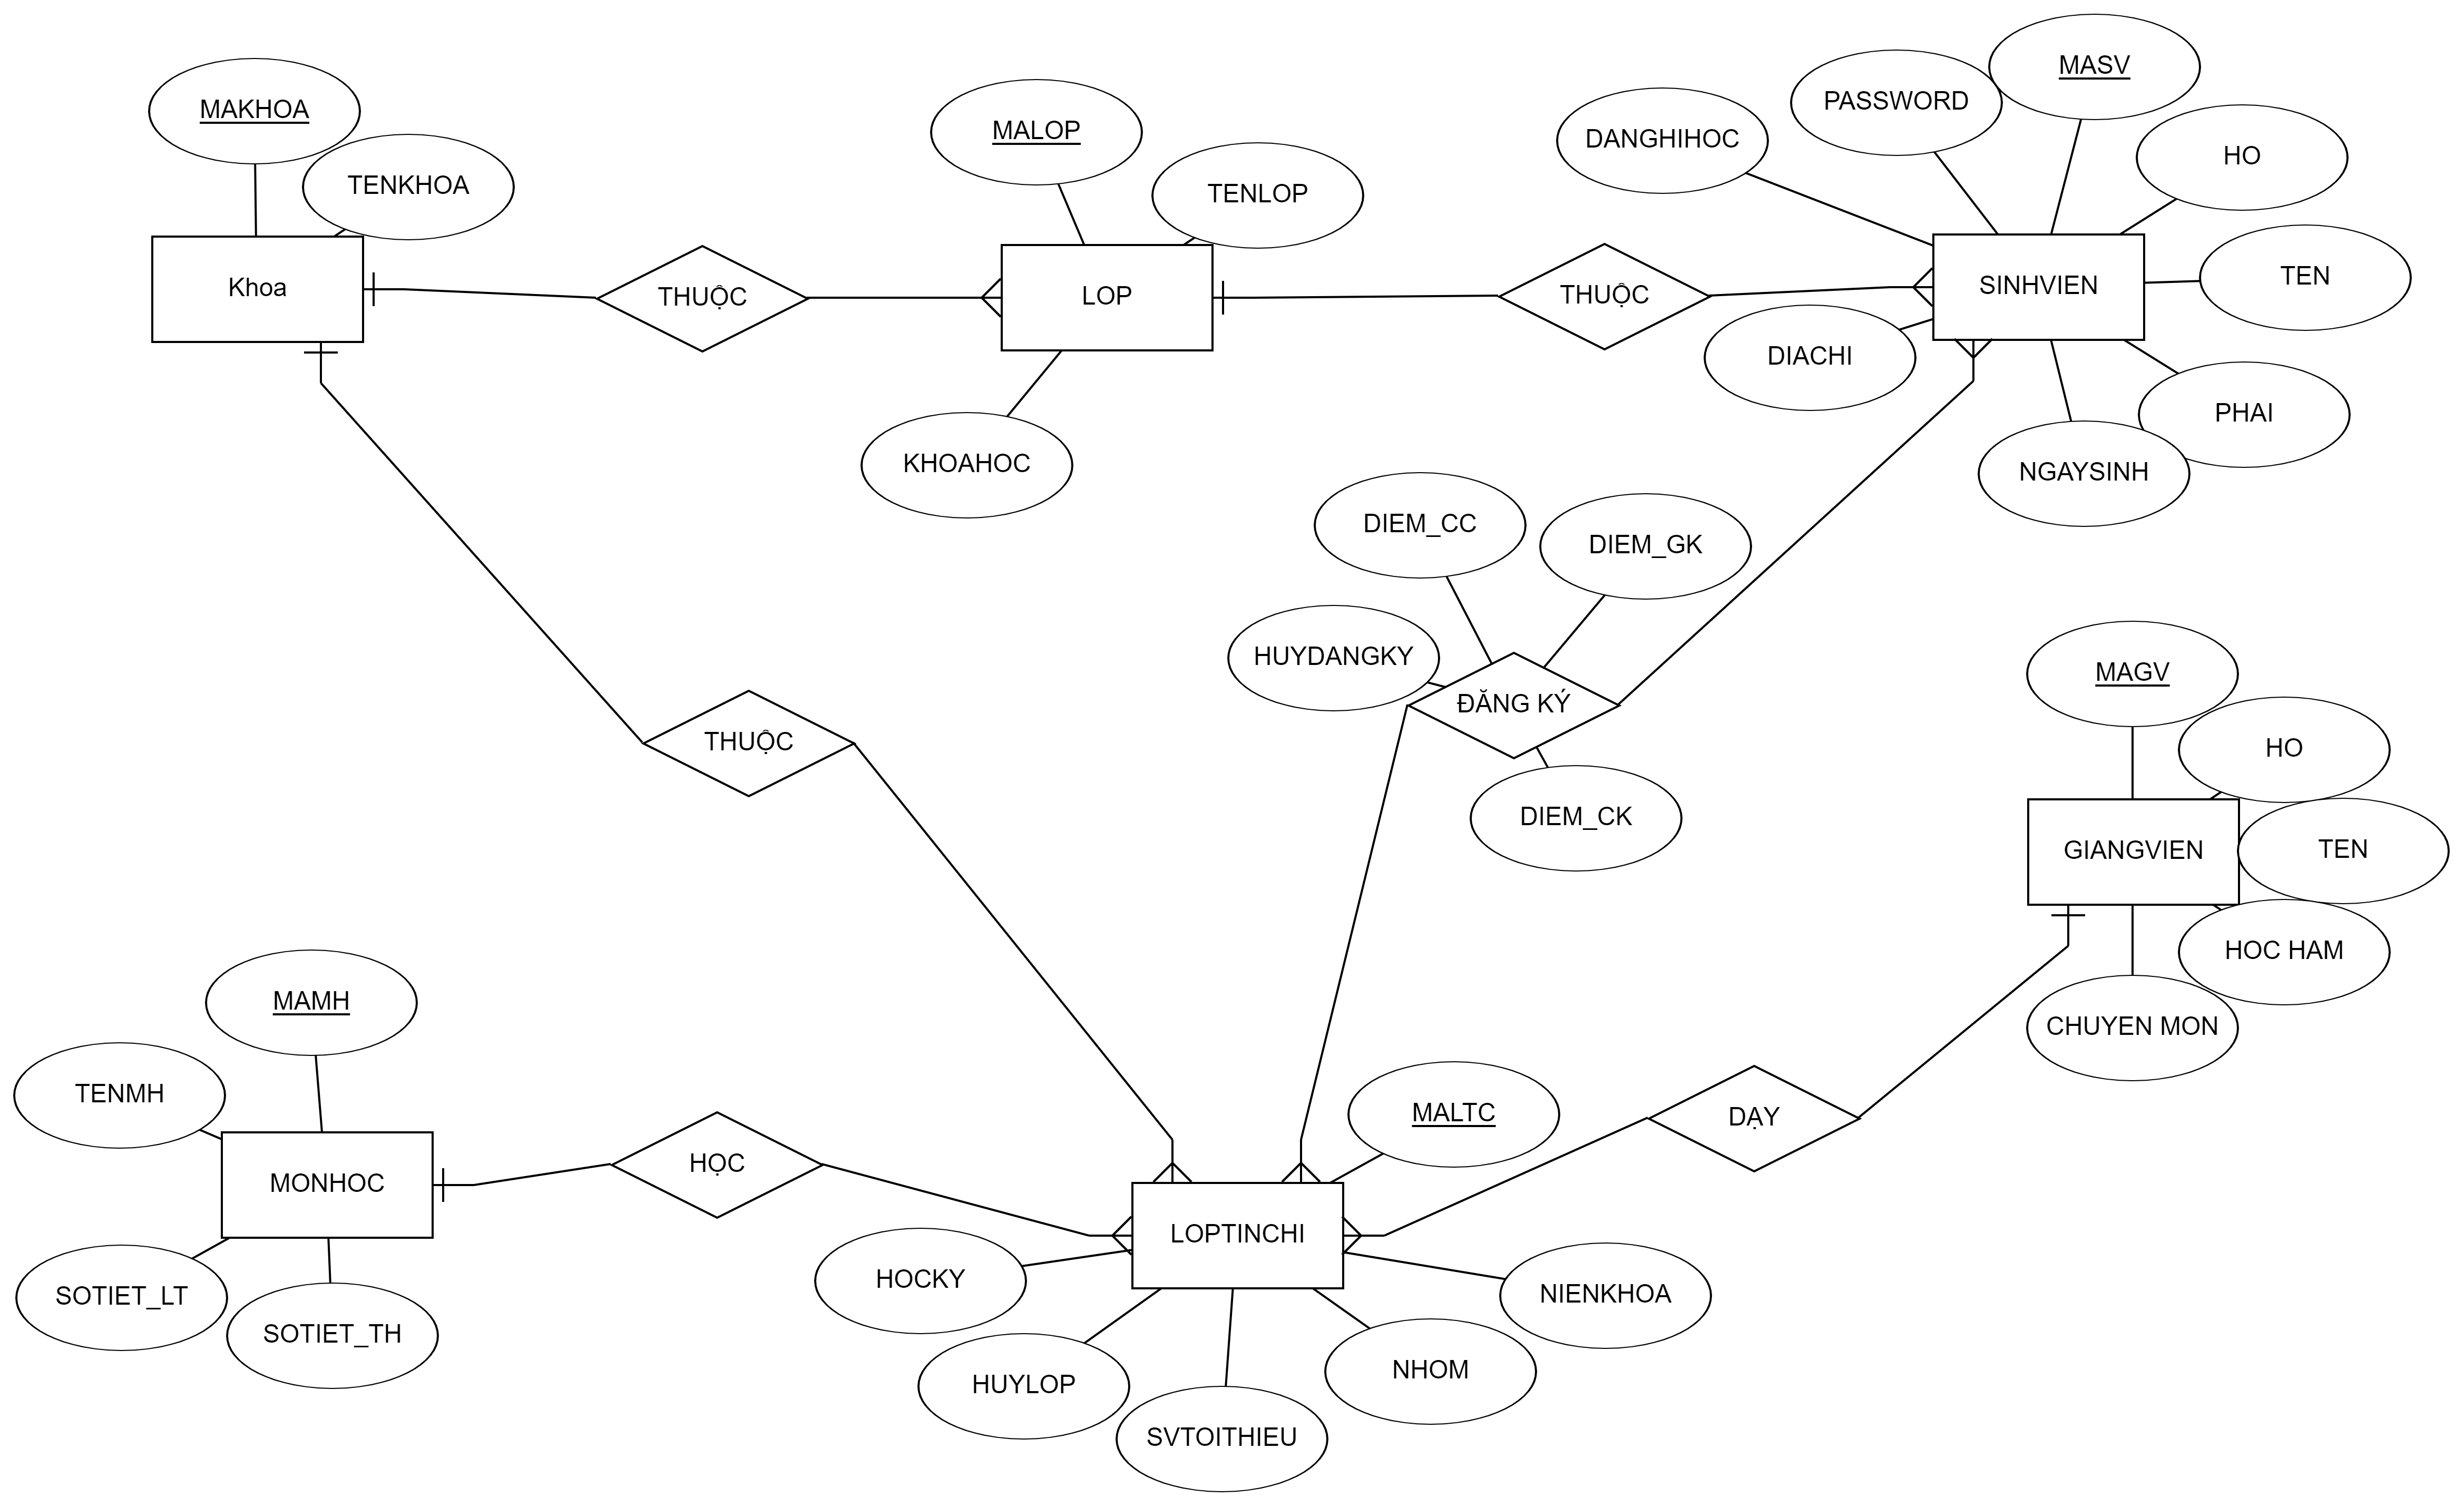 MASV
PASSWORD
MAKHOA
MALOP
DANGHIHOC
HO
TENKHOA
TENLOP
TEN
Khoa
THUỘC
LOP
THUỘC
SINHVIEN
DIACHI
PHAI
KHOAHOC
NGAYSINH
DIEM_CC
DIEM_GK
HUYDANGKY
MAGV
ĐĂNG KÝ
THUỘC
HO
DIEM_CK
GIANGVIEN
TEN
HOC HAM
MAMH
CHUYEN MON
TENMH
MALTC
DẠY
HỌC
MONHOC
LOPTINCHI
HOCKY
SOTIET_LT
NIENKHOA
SOTIET_TH
NHOM
HUYLOP
SVTOITHIEU